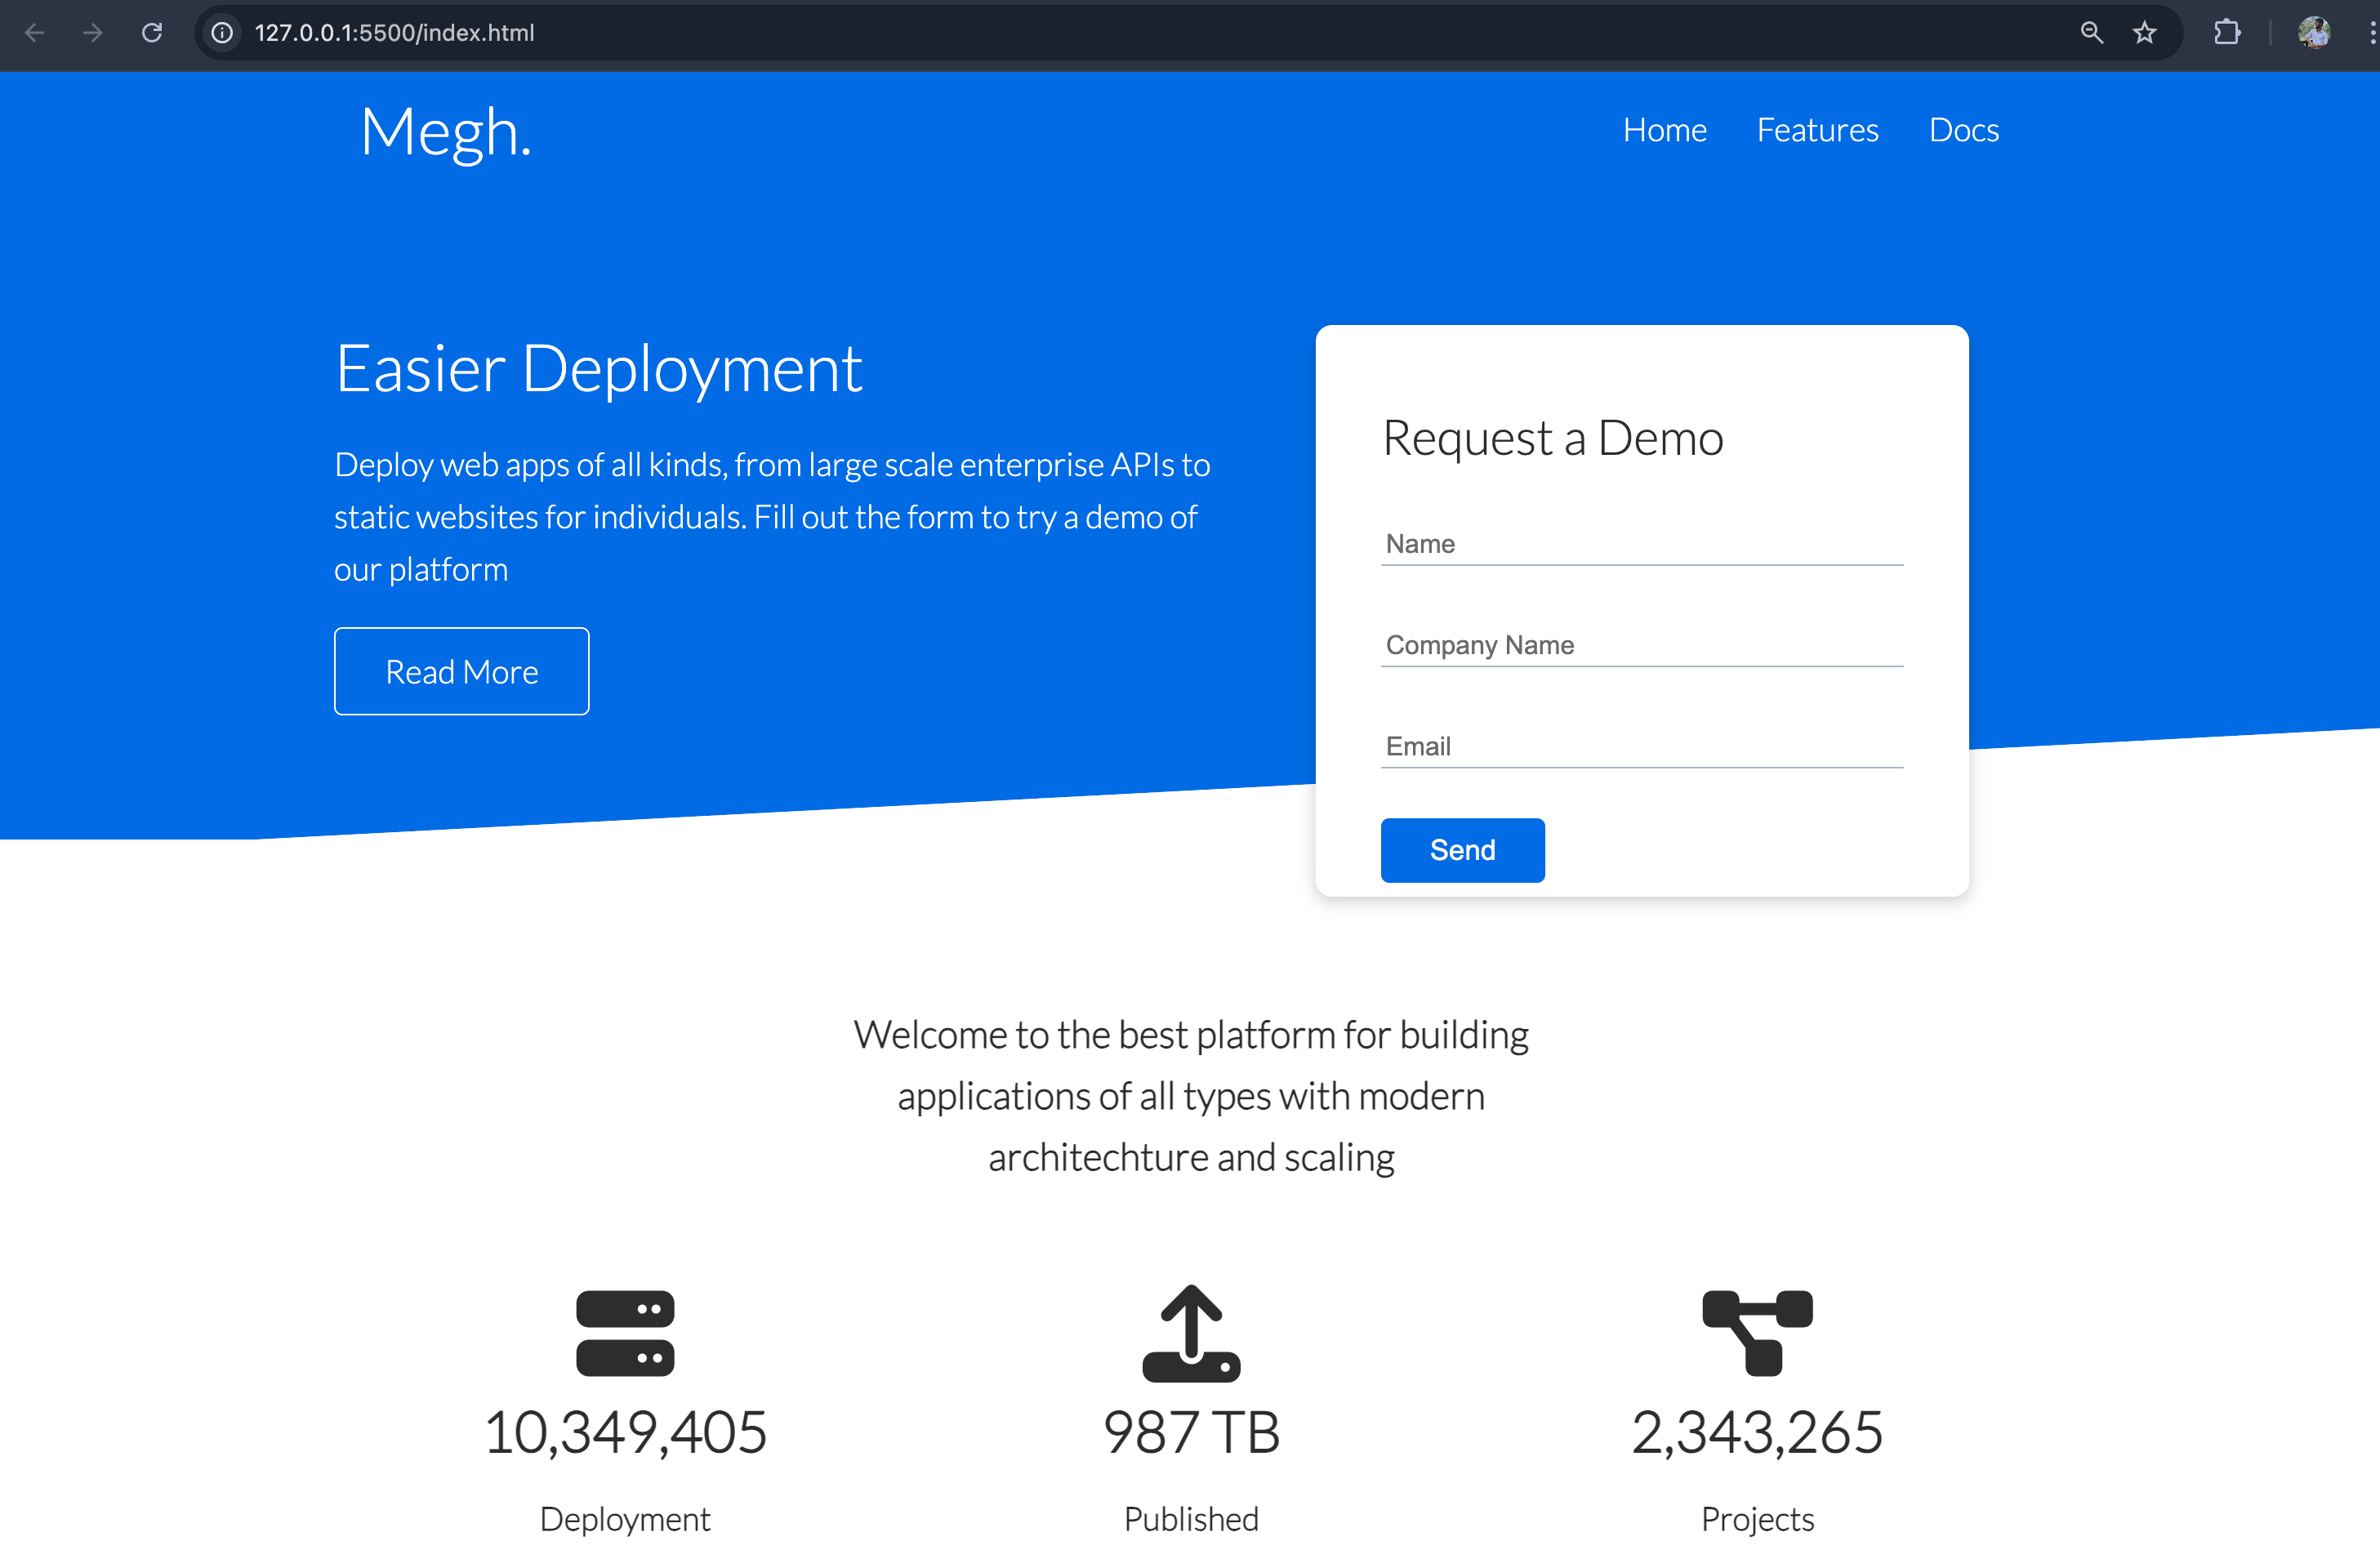 127.0.0.1:5500/index.html
Megh.
Home Features Docs
Easier Deployment
Deploy web apps of all kinds, from large scale enterprise APIs to
static websites for individuals. Fill out the form to try a demo of
our platform
Read More
Request a Demo
Name
Company Name
Email
Send
Welcome to the best platform for building
applications of all types with modern
architechture and scaling
10,349,405
Deployment
987 TB
Published
2,343,265
Projects